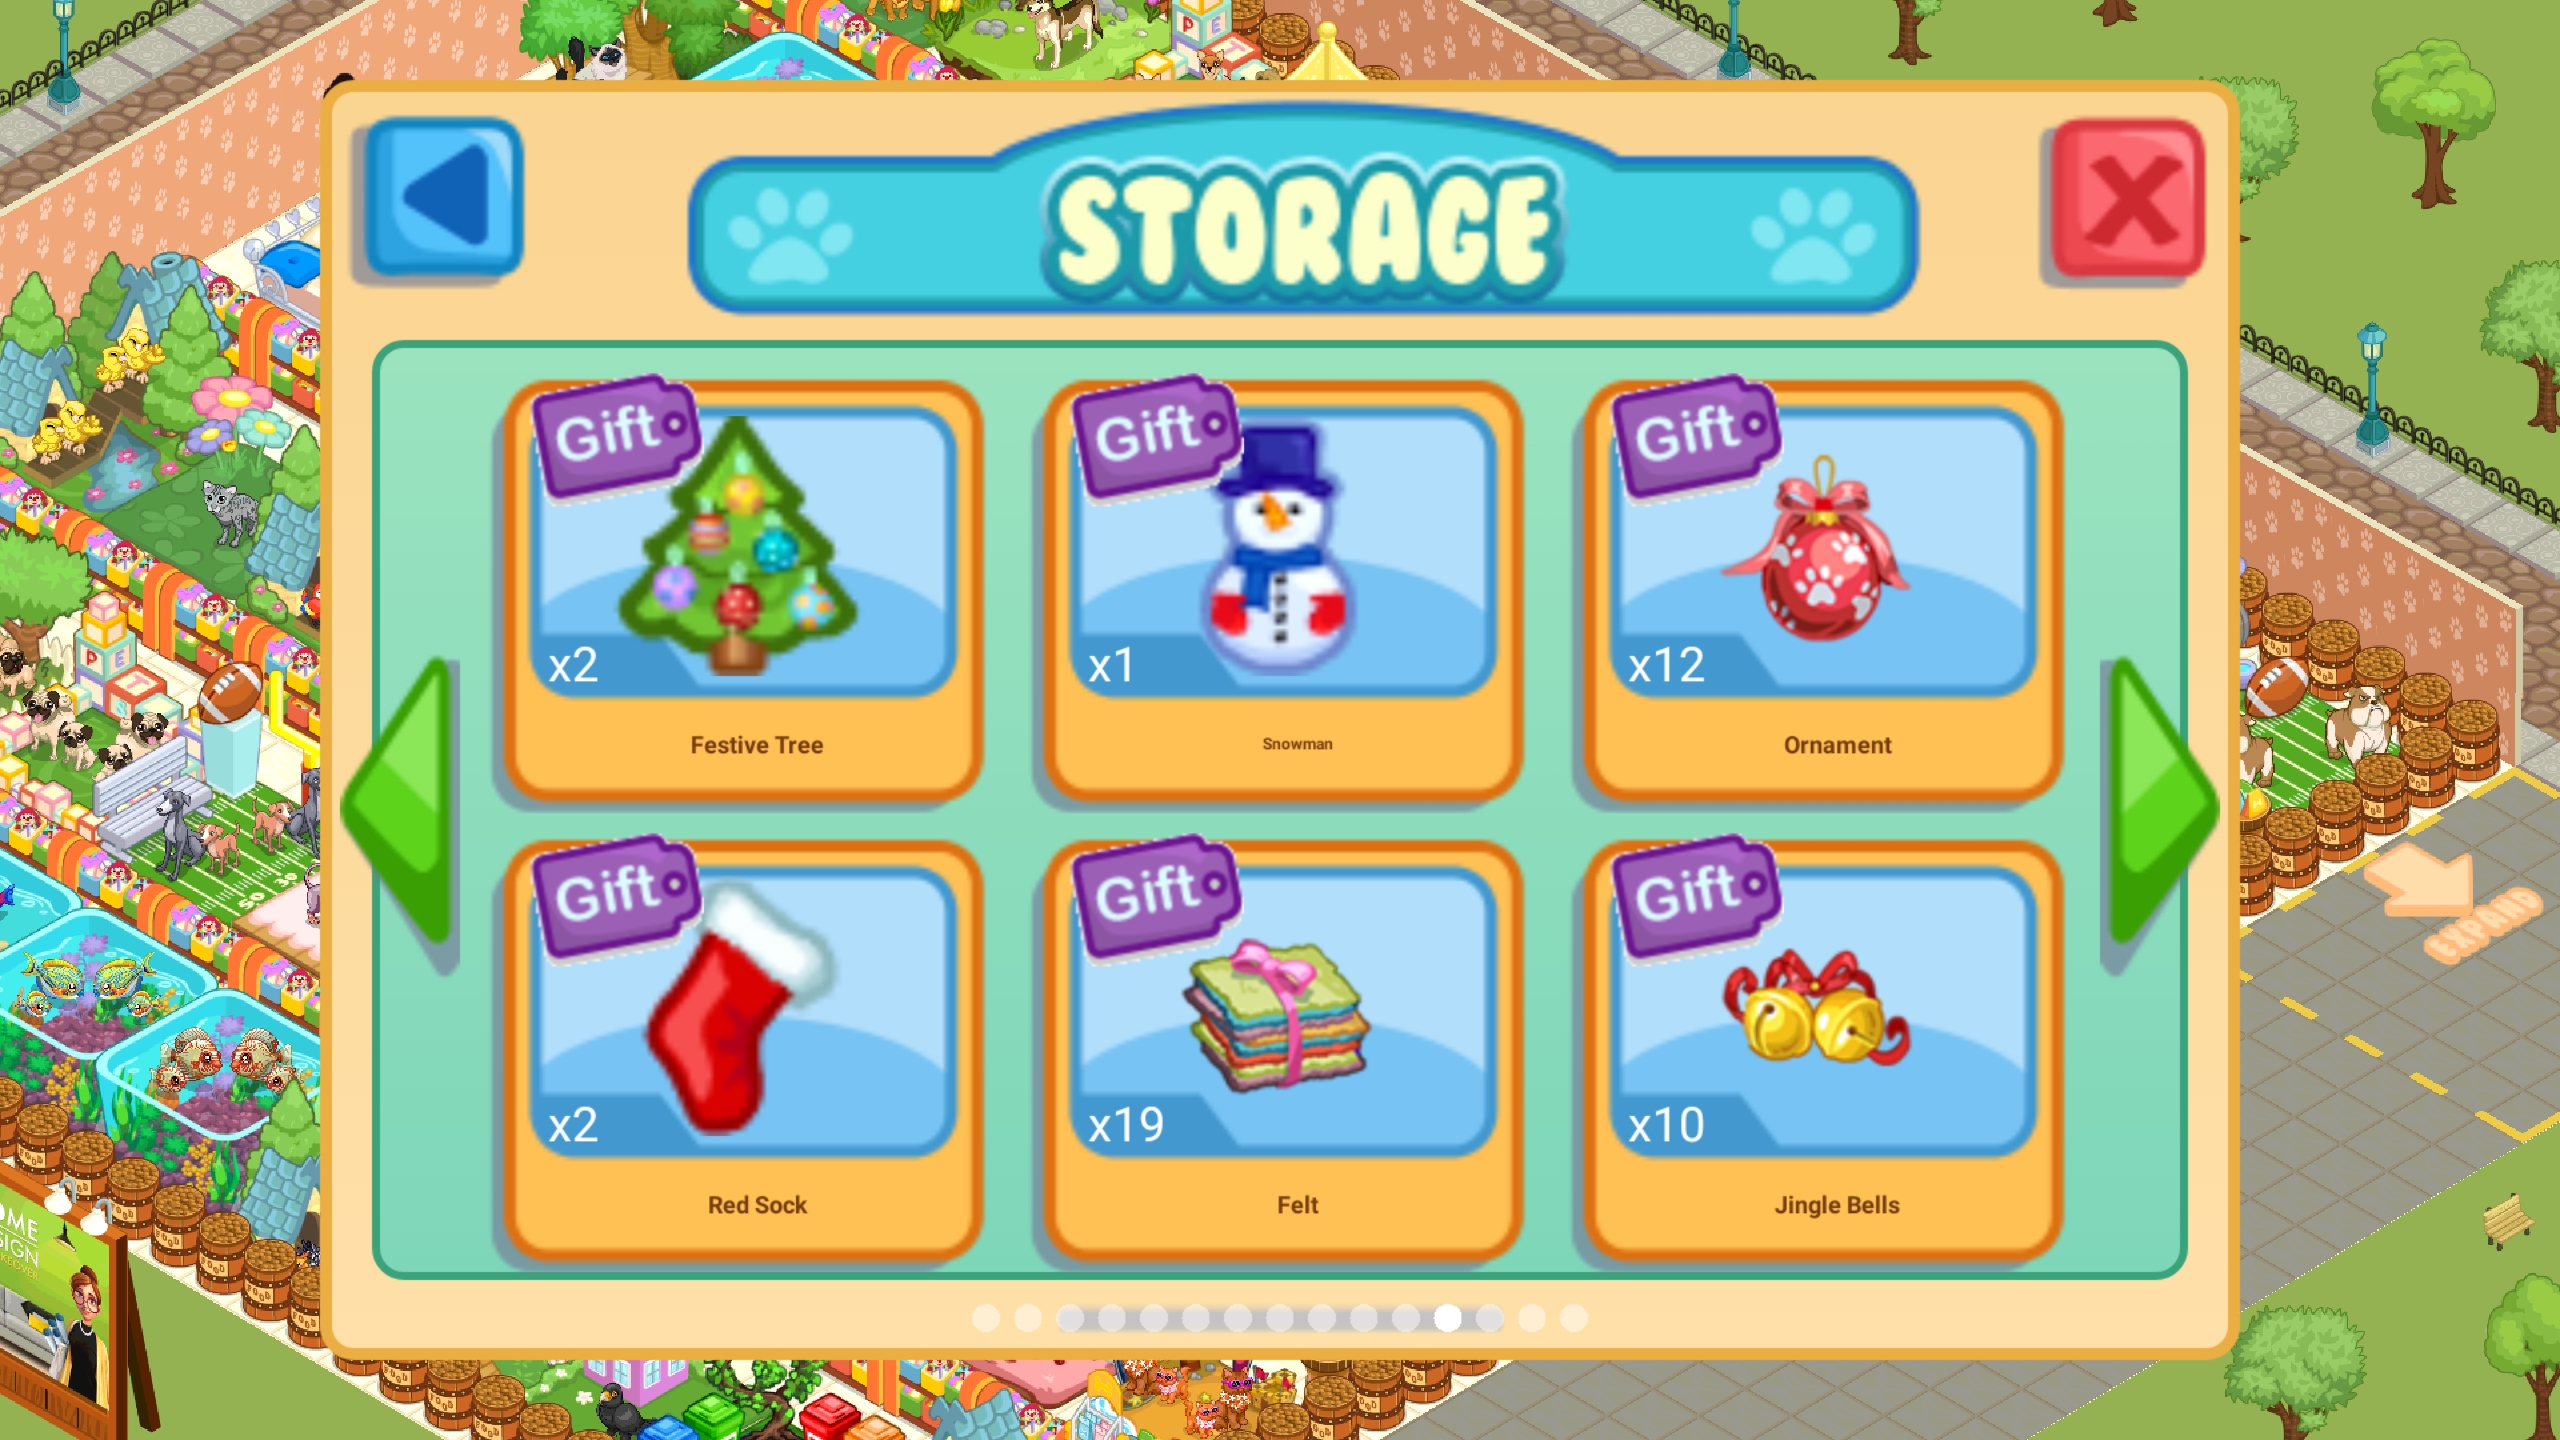 STORAGE
Gift
x2
Festive Tree
Gift
x1
Snowman
Gift
x12
Ornament
Gift
x2
Red Sock
Gift
x19
Felt
Gift
x10
Jingle Bells
EXPAND